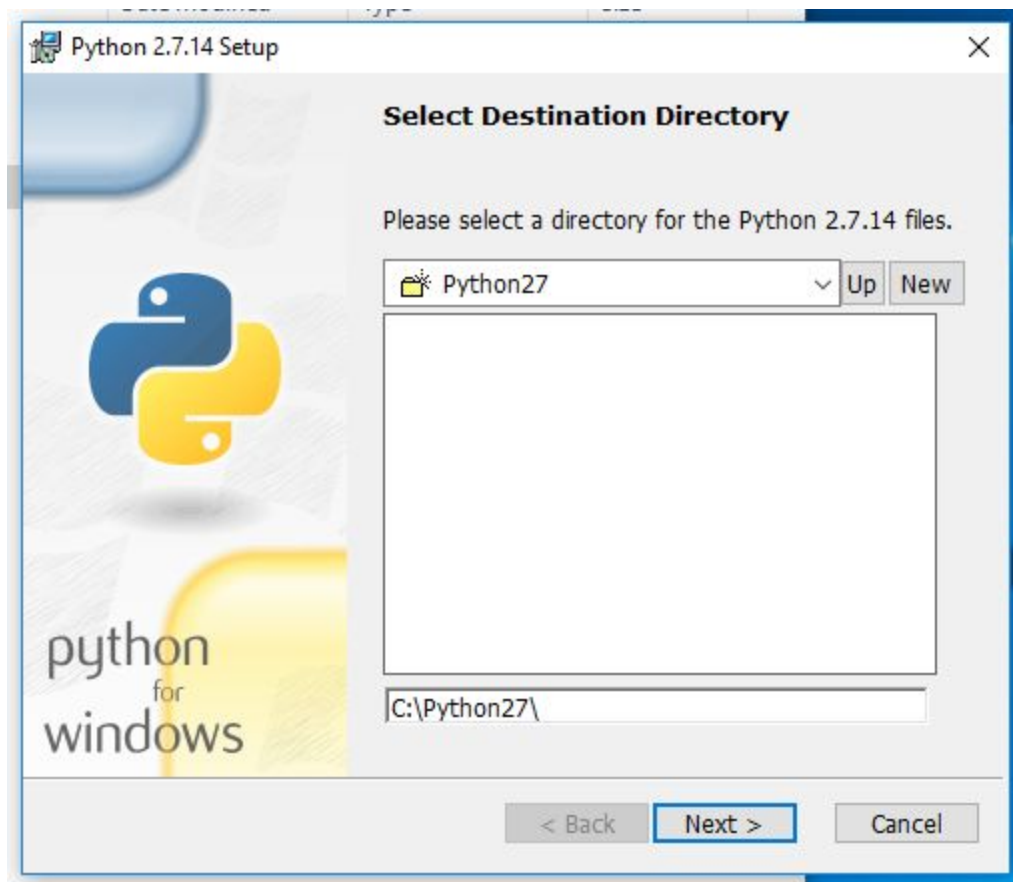 Python 2.7.14 Setup
Select Destination Directory
Please select a directory for the Python 2.7.14 files.
Python27
Up
New
C:\Python27\
python
for
windows
< Back
Next >
Cancel